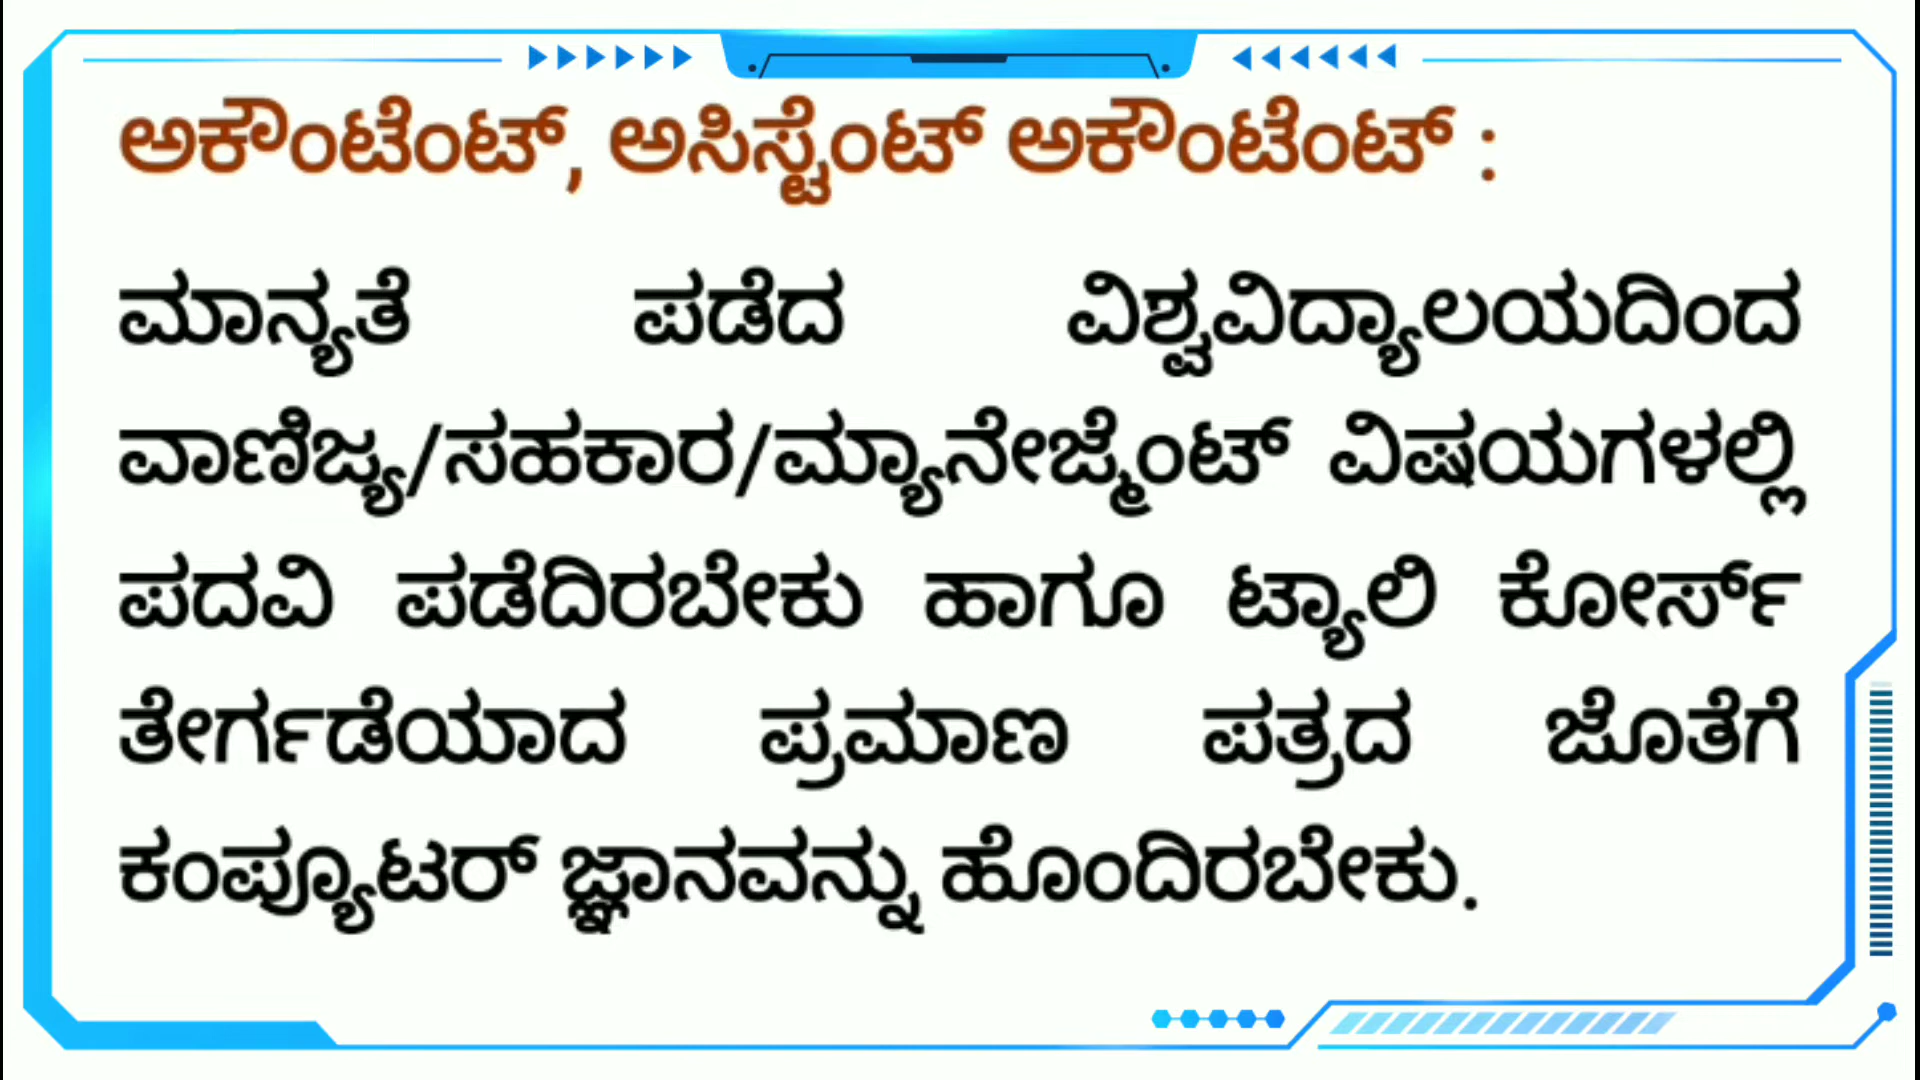 ಅಕೌಂಟೆಂಟ್, ಅಸಿಸ್ಟೆಂಟ್ ಅಕೌಂಟೆಂಟ್ :
ಮಾನ್ಯತೆ ಪಡೆದ ವಿಶ್ವವಿದ್ಯಾಲಯದಿಂದ
ವಾಣಿಜ್ಯ/ಸಹಕಾರ/ಮ್ಯಾನೇಜ್ಮೆಂಟ್ ವಿಷಯಗಳಲ್ಲಿ
ಪದವಿ ಪಡೆದಿರಬೇಕು ಹಾಗೂ ಟ್ಯಾಲಿ ಕೋರ್ಸ್
ತೇರ್ಗಡೆಯಾದ ಪ್ರಮಾಣ ಪತ್ರದ ಜೊತೆಗೆ
ಕಂಪ್ಯೂಟರ್ ಜ್ಞಾನವನ್ನು ಹೊಂದಿರಬೇಕು.